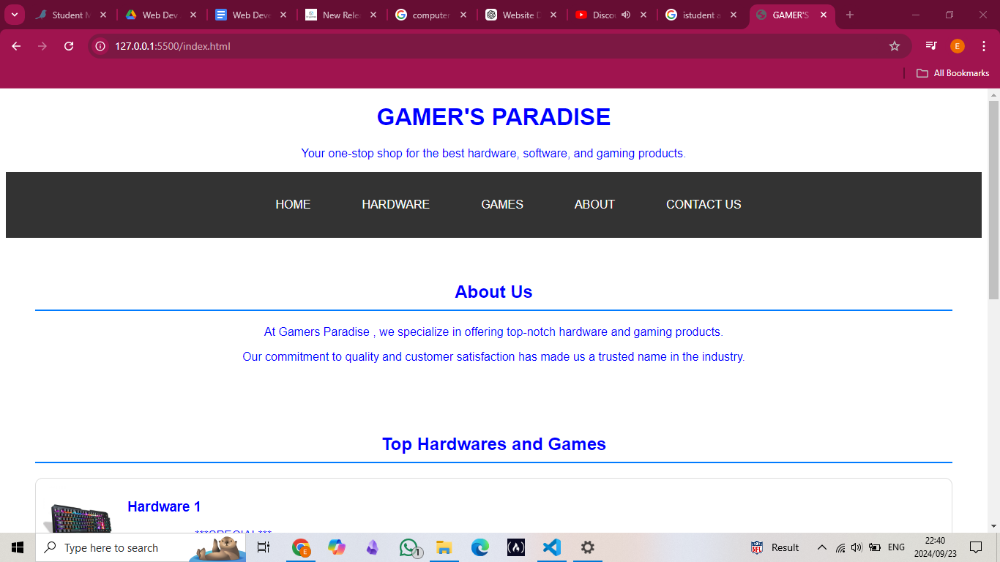 Student M
Web Dev
Web Deve
New Relea
computer
Website D
Discou
istudent a
GAMER'S
127.0.0.1:5500/index.html
E
All Bookmarks
GAMER'S PARADISE
Your one-stop shop for the best hardware, software, and gaming products.
HOME HARDWARE GAMES ABOUT CONTACT US
About Us
At Gamers Paradise , we specialize in offering top-notch hardware and gaming products.
Our commitment to quality and customer satisfaction has made us a trusted name in the industry.
Top Hardwares and Games
Hardware 1
***SPECIAL***
Type here to search
E
1
Result
ENG
22:40
2024/09/23